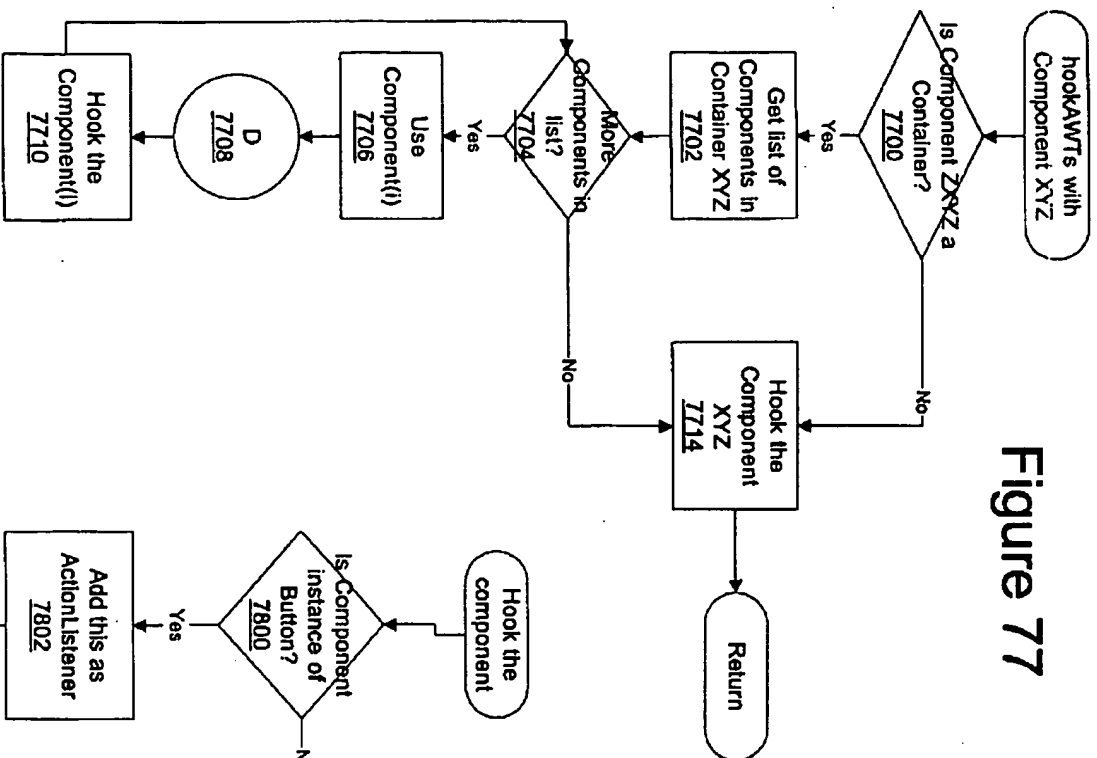 Figure 77
hookAWTs with
Component XYZ
Is Component ZXYZ a
Container?
7700
No
Yes
Get list of
Components in
Container XYZ
7702
More
Components in
list?
7704
No
Yes
Use
Component(i)
7706
D
7708
Hook the
Component(I)
7710
Hook the
Component
XYZ
7714
Return
Hook the
component
Is Component
instance of
Button?
7800
Yes
Add this as
ActionListener
7802